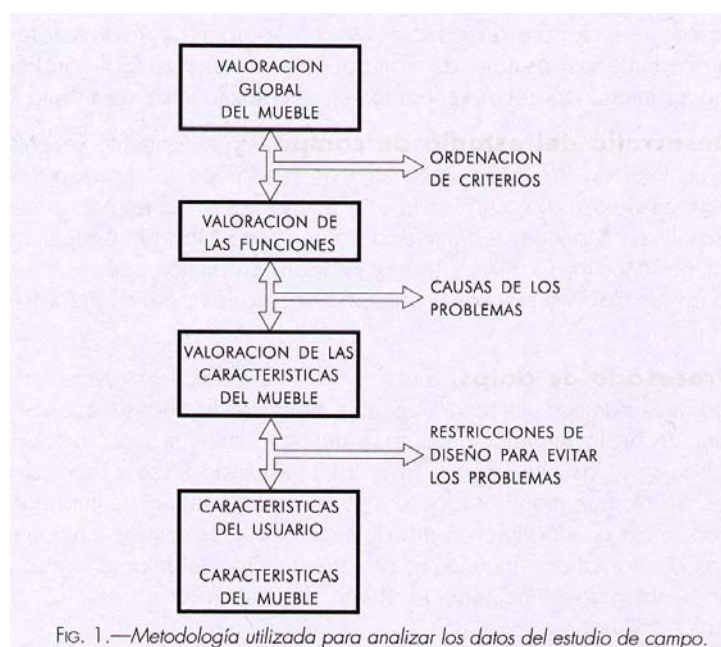 VALORACION
GLOBAL
DEL MUEBLE
ORDENACION
DE CRITERIOS
VALORACIÓN DE
LAS FUNCIONES
CAUSAS DE LOS
PROBLEMAS
VALORACION DE LAS
CARACTERISTICAS
DEL MUEBLE
RESTRICCIONES DE
DISEÑO PARA EVITAR
LOS PROBLEMAS
CARACTERISTICAS
DEL USUARIO
CARACTERISTICAS
DEL MUEBLE
FIG. 1.—Metodología utilizada para analizar los datos del estudio de campo.